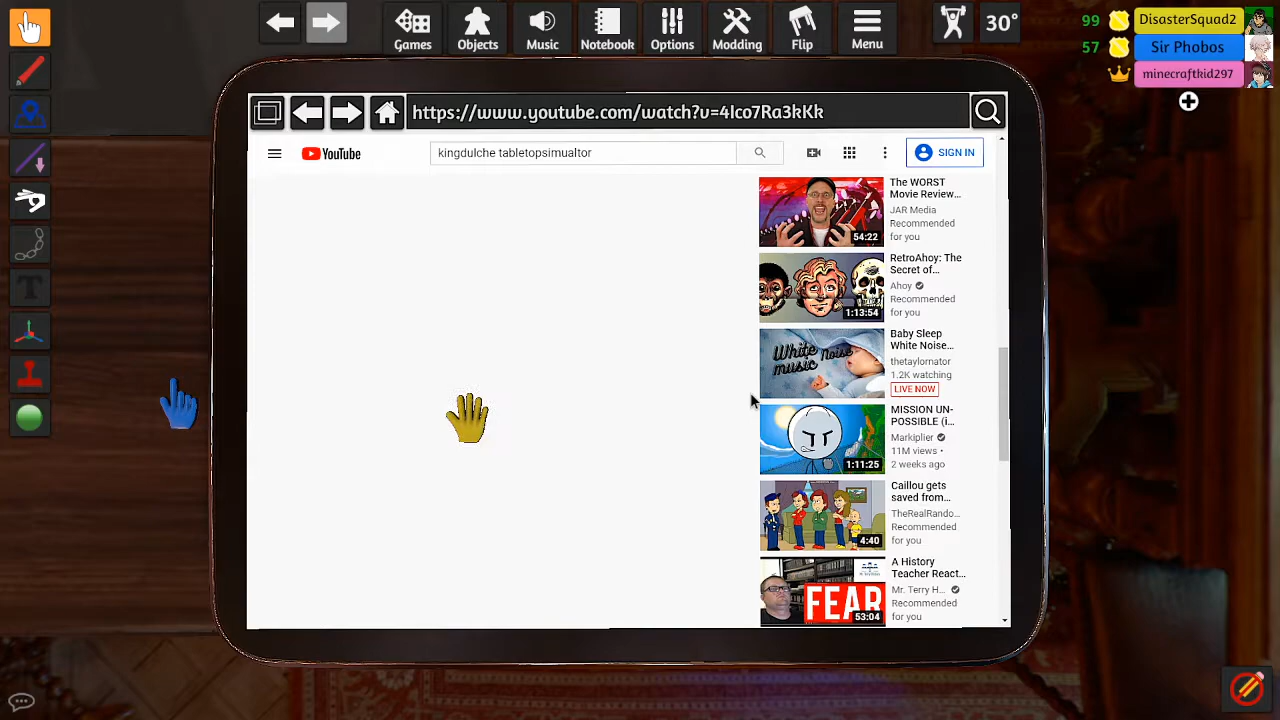 Games
Objects
Music
Notebook
Options
Modding
Flip
Menu
30°
99
DisasterSquad2
57
Sir Phobos
minecraftkid297
https://www.youtube.com/watch?v=4Ico7Ra3kKk
YouTube
kingdulche tabletopsimualtor
SIGN IN
54:22
The WORST
Movie Review...
JAR Media
Recommended
for you
1:13:54
RetroAhoy: The
Secret of...
Ahoy
Recommended
for you
White Noise
music
Baby Sleep
White Noise...
thetaylornator
1.2K watching
LIVE NOW
1:11:25
MISSION UN-
POSSIBLE (i...
Markiplier
11M views •
2 weeks ago
4:40
Caillou gets
saved from...
TheRealRando...
Recommended
for you
FEAR
53:04
A History
Teacher React...
Mr. Terry H...
Recommended
for you
T